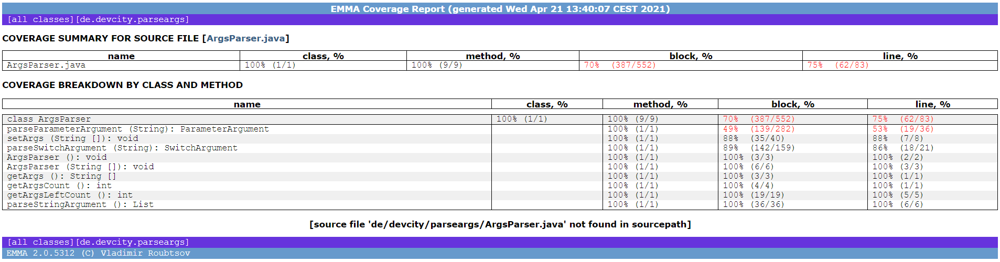 EMMA Coverage Report (generated Wed Apr 21 13:40:07 CEST 2021)
[all classes][de.devcity.parseargs]
COVERAGE SUMMARY FOR SOURCE FILE [ArgsParser.java]
name class, % method, % block, % line, %
ArgsParser.java 100% (1/1) 100% (9/9) 70% (387/552) 75% (62/83)
COVERAGE BREAKDOWN BY CLASS AND METHOD
name class, % method, % block, % line, %
class ArgsParser 100% (1/1) 100% (9/9) 70% (387/552) 75% (62/83)
parseParameterArgument (String): ParameterArgument 100% (1/1) 49% (139/282) 53% (19/36)
setArgs (String []): void 100% (1/1) 88% (35/40) 88% (7/8)
parseSwitchArgument (String): SwitchArgument 100% (1/1) 89% (142/159) 86% (18/21)
ArgsParser (): void 100% (1/1) 100% (3/3) 100% (2/2)
ArgsParser (String []): void 100% (1/1) 100% (6/6) 100% (3/3)
getArgs (): String [] 100% (1/1) 100% (3/3) 100% (1/1)
getArgsCount (): int 100% (1/1) 100% (4/4) 100% (1/1)
getArgsLeftCount (): int 100% (1/1) 100% (19/19) 100% (5/5)
parseStringArgument (): List 100% (1/1) 100% (36/36) 100% (6/6)
[source file 'de/devcity/parseargs/ArgsParser.java' not found in sourcepath]
[all classes][de.devcity.parseargs]
EMMA 2.0.5312 (C) Vladimir Roubtsov